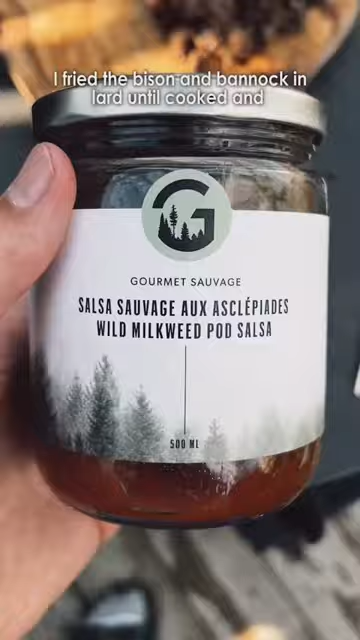 I fried the bison and bannock in
lard until cooked and
G
GOURMET SAUVAGE
SALSA SAUVAGE AUX ASCLÉPIADES
WILD MILKWEED POD SALSA
500 ML